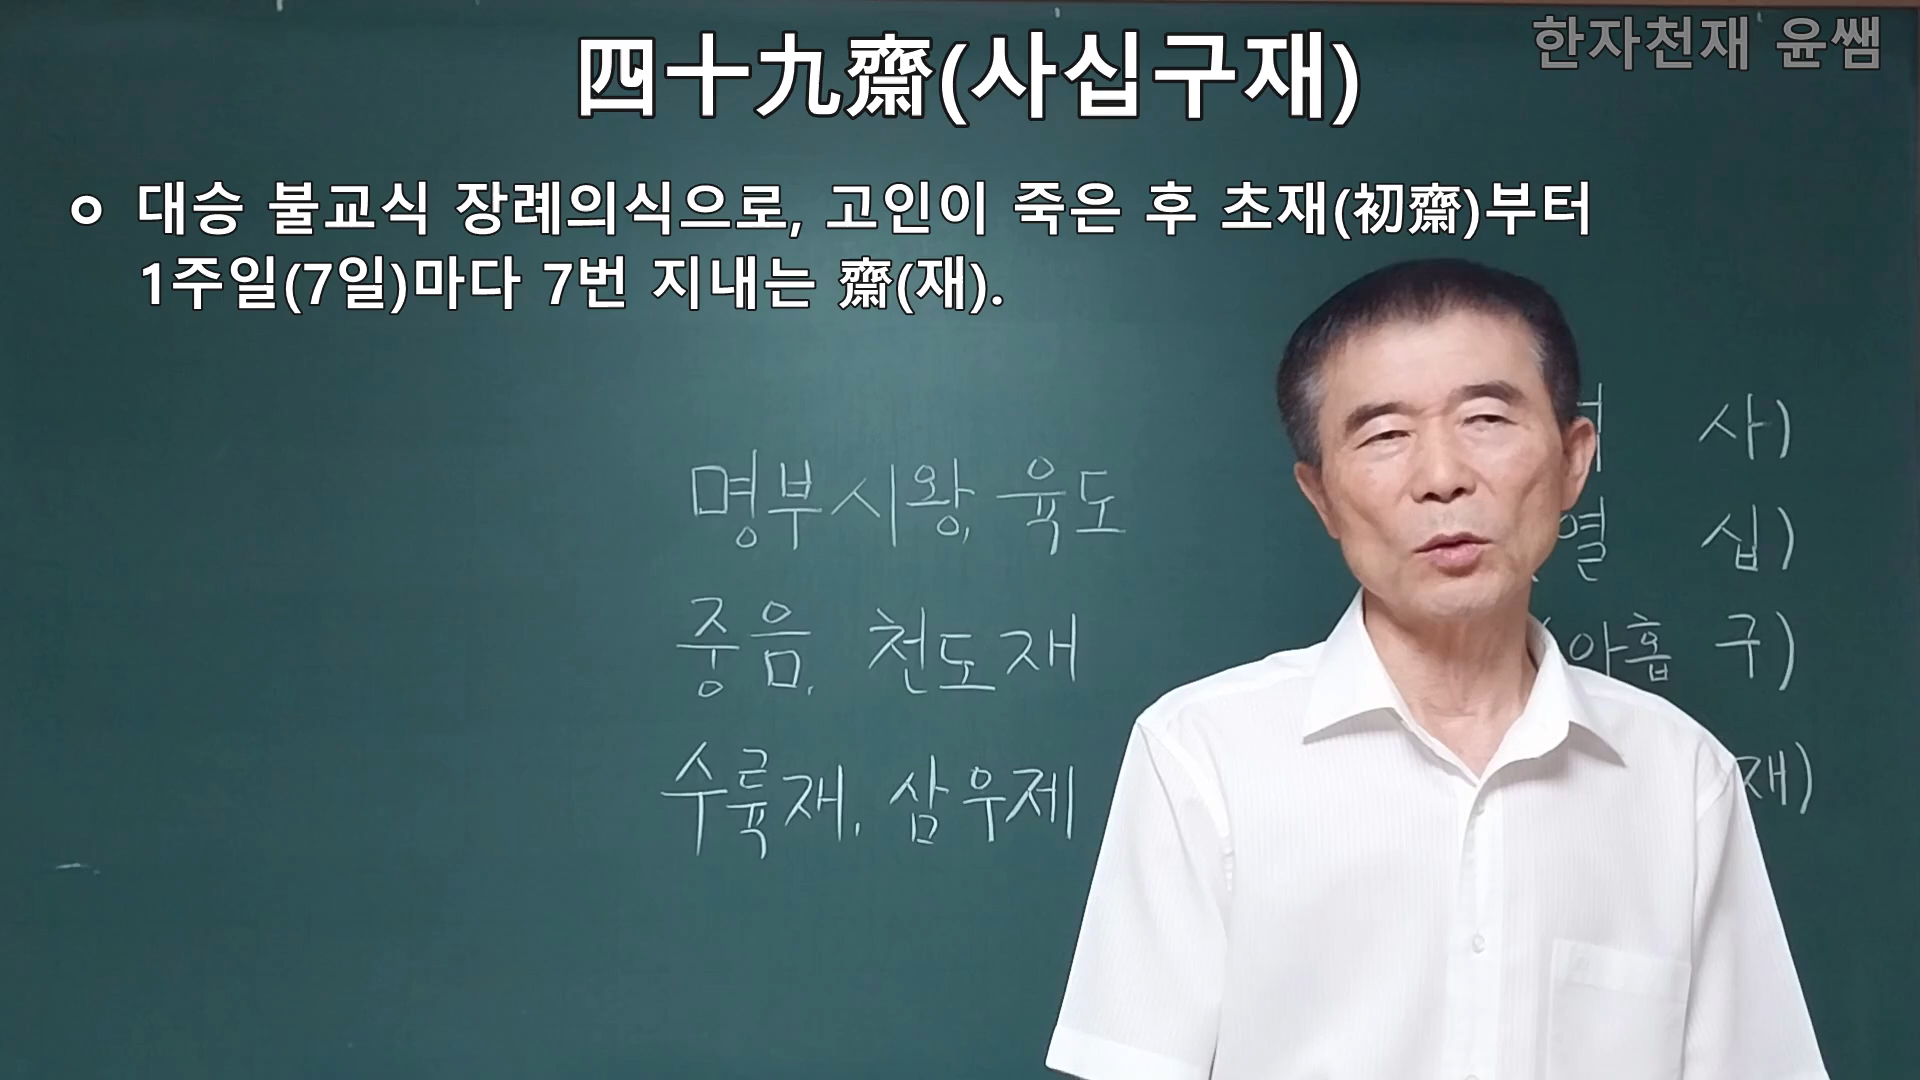 四十九齋(사십구재)
한자천재 윤쌤
ㅇ 대승 불교식 장례의식으로, 고인이 죽은 후 초재(初齋)부터
1주일(7일)마다 7번 지내는 齋(재).
명부시왕, 육도
사)
열 십)
중음, 천도재
(아홉 구)
수륙재, 삼우제
재)